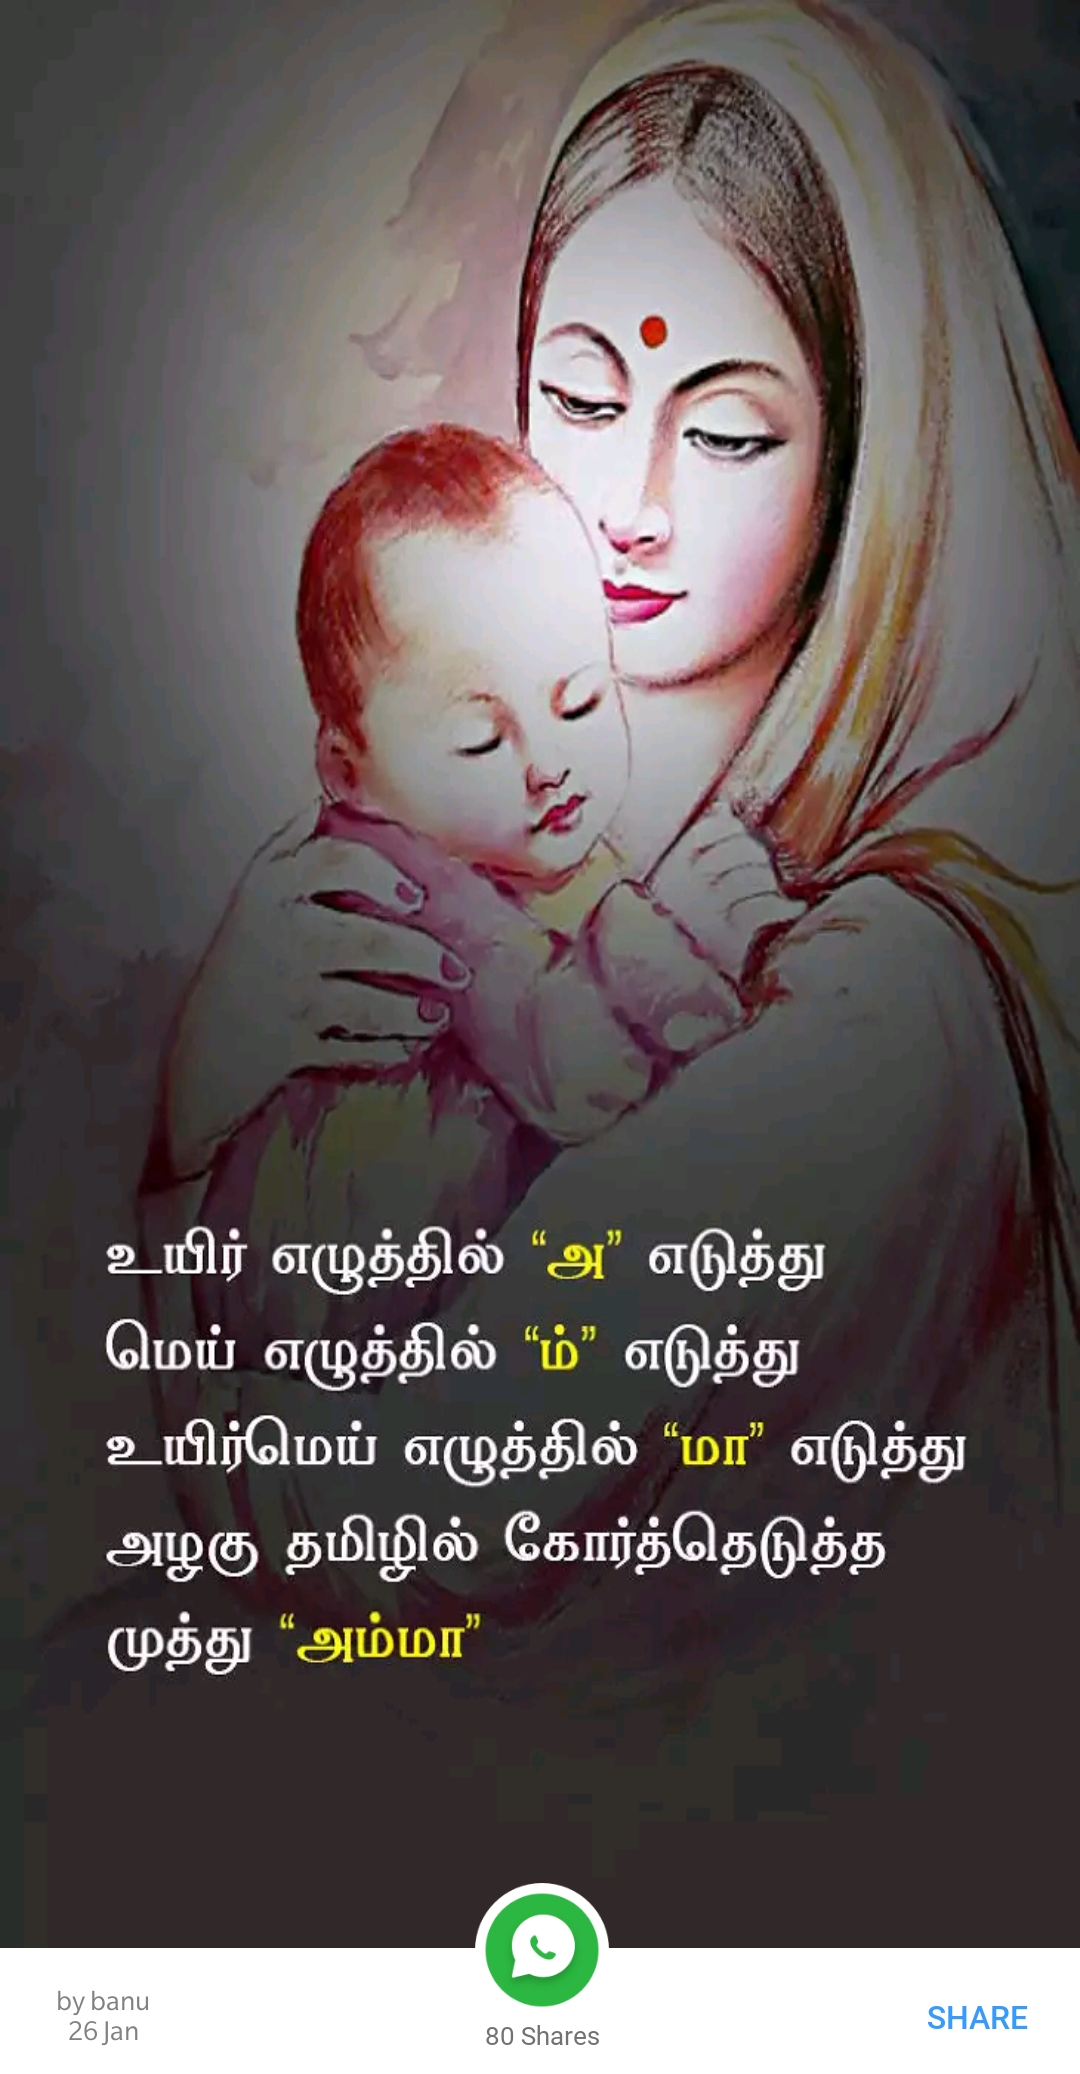 உயிர் எழுத்தில் “அ” எடுத்து
மெய் எழுத்தில் “ம்” எடுத்து
உயிர்மெய் எழுத்தில் “மா” எடுத்து
அழகு தமிழில் கோர்த்தெடுத்த
முத்து “அம்மா”
by banu
26 Jan
80 Shares
SHARE